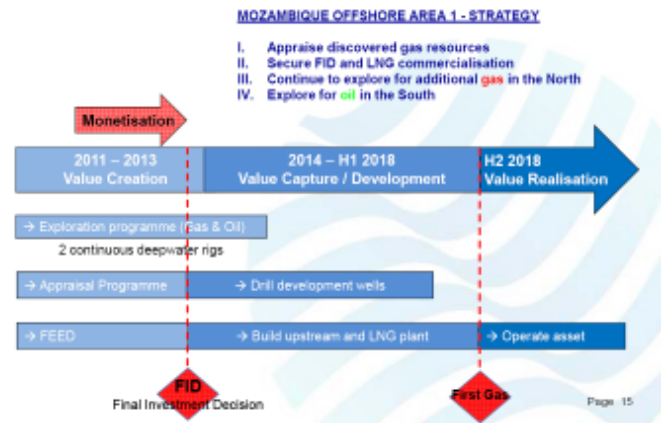 MOZAMBIQUE OFFSHORE AREA 1 - STRATEGY
I. Appraise discovered gas resources
II. Secure FID and LNG commercialisation
III. Continue to explore for additional gas in the North
IV. Explore for oil in the South
Monetisation
2011 – 2013
Value Creation
2014 – H1 2018
Value Capture / Development
H2 2018
Value Realisation
→ Exploration programme (Gas & Oil)
2 continuous deepwater rigs
→ Appraisal Programme
→ Drill development wells
→ FEED
→ Build upstream and LNG plant
→ Operate asset
FID
Final Investment Decision
First Gas
Page 15